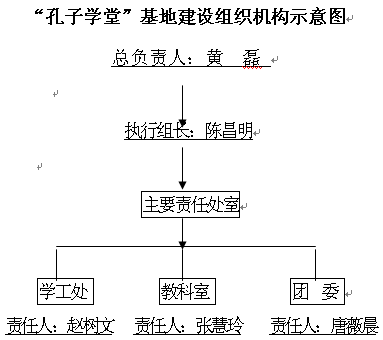 “孔子学堂”基地建设组织机构示意图
总负责人：黄　磊
执行组长：陈昌明
主要责任处室
学工处　教科室　团　委
责任人：赵树文　责任人：张慧玲　责任人：唐薇晨